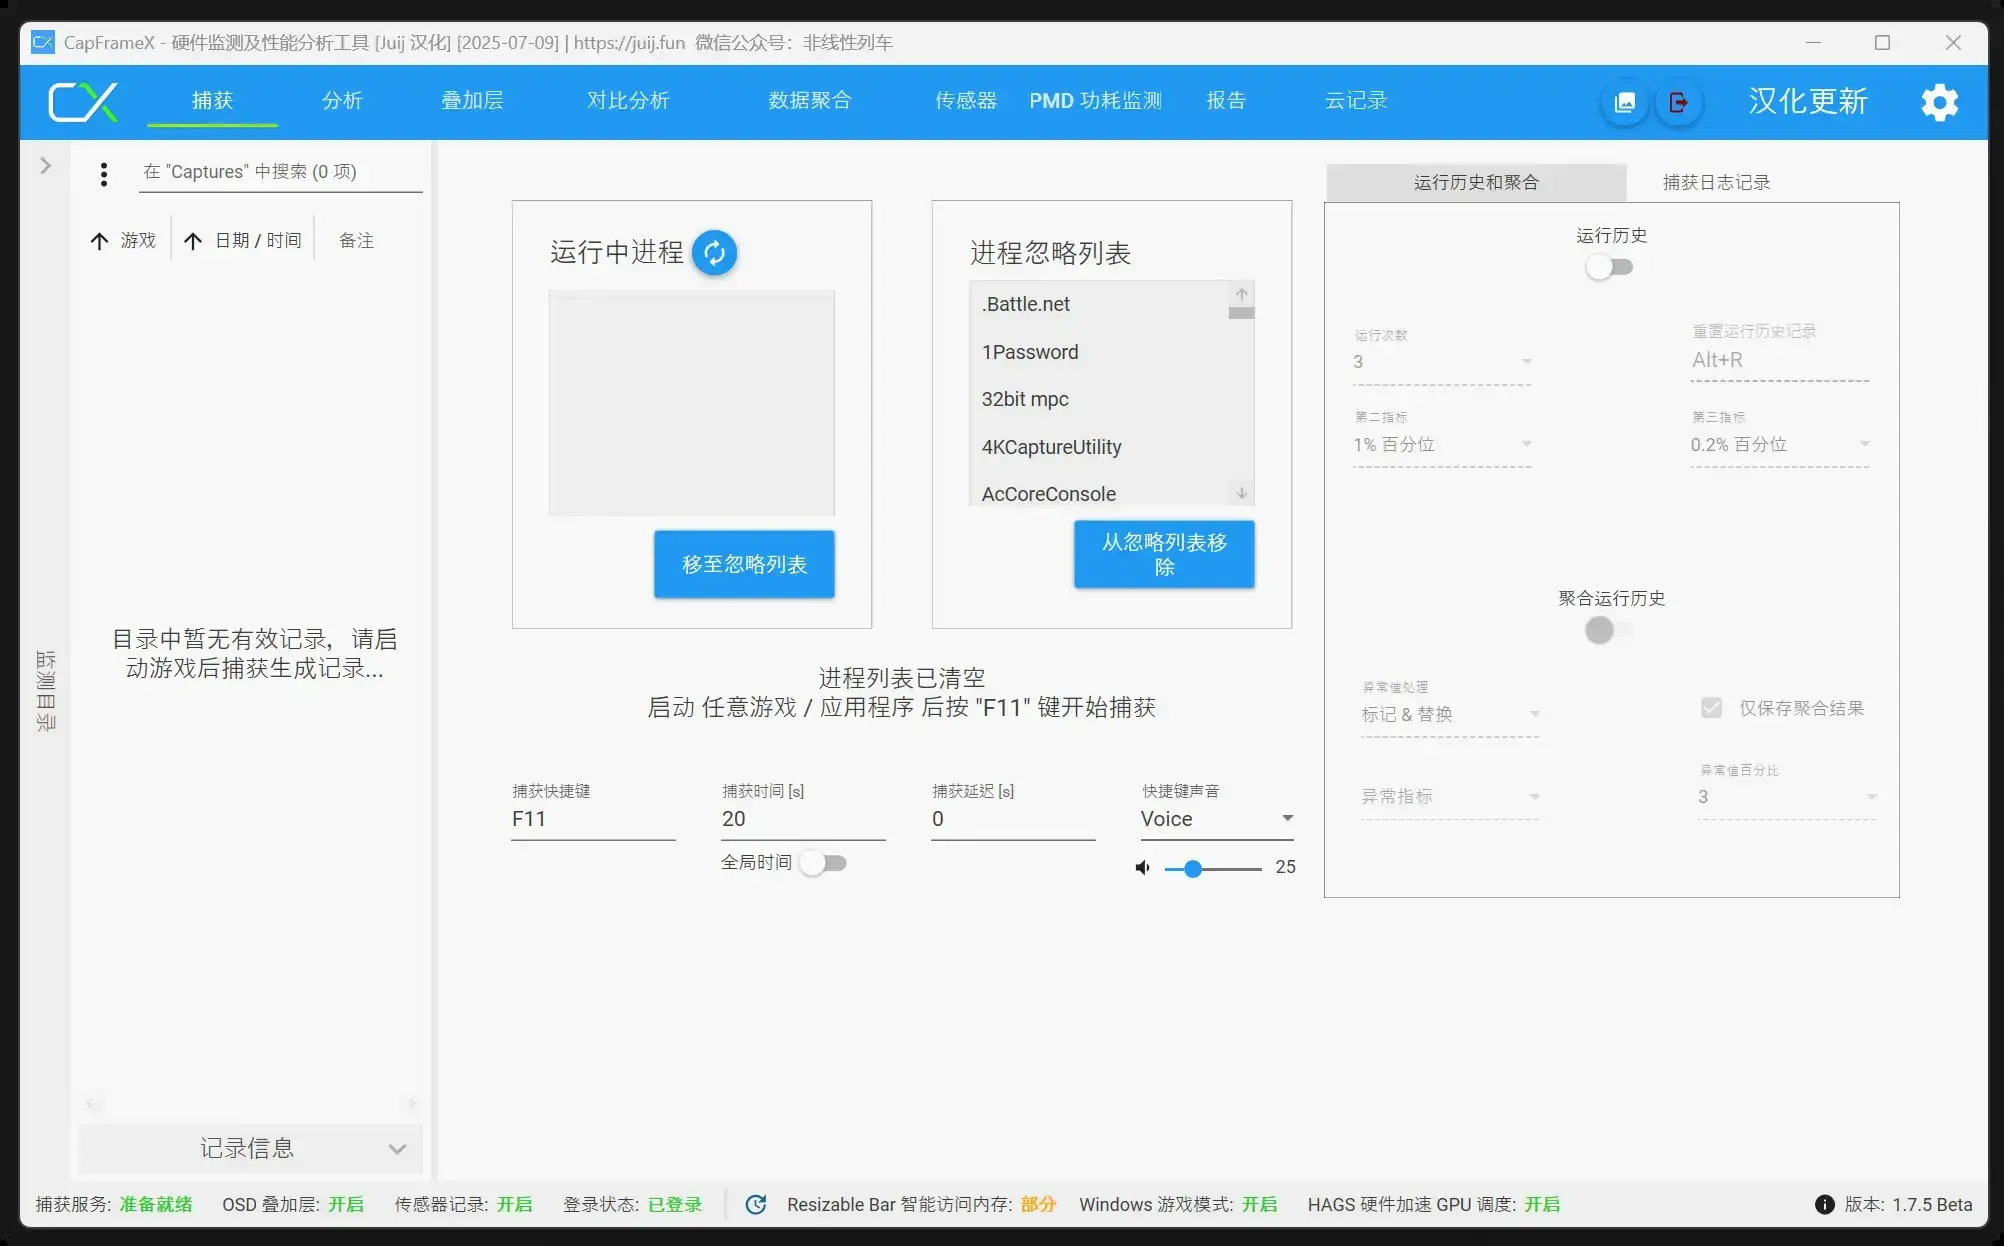 CapFrameX - 硬件监测及性能分析工具 [Juij 汉化] [2025-07-09] | https://juij.fun 微信公众号：非线性列车
CX
捕获
分析
叠加层
对比分析
数据聚合
传感器
PMD 功耗监测
报告
云记录
汉化更新
在 "Captures" 中搜索 (0 项)
游戏
日期 / 时间
备注
监测目录
目录中暂无有效记录，请启
动游戏后捕获生成记录...
记录信息
运行中进程
移至忽略列表
进程忽略列表
.Battle.net
1Password
32bit mpc
4KCaptureUtility
AcCoreConsole
从忽略列表移
除
进程列表已清空
启动 任意游戏 / 应用程序 后按 "F11" 键开始捕获
捕获快捷键
F11
捕获时间 [s]
20
全局时间
捕获延迟 [s]
0
快捷键声音
Voice
25
运行历史和聚合
捕获日志记录
运行历史
运行次数
3
重置运行历史记录
Alt+R
第二指标
1% 百分位
第三指标
0.2% 百分位
聚合运行历史
异常值处理
标记 & 替换
仅保存聚合结果
异常指标
异常值百分比
3
捕获服务: 准备就绪
OSD 叠加层: 开启
传感器记录: 开启
登录状态: 已登录
Resizable Bar 智能访问内存: 部分
Windows 游戏模式: 开启
HAGS 硬件加速 GPU 调度: 开启
版本: 1.7.5 Beta